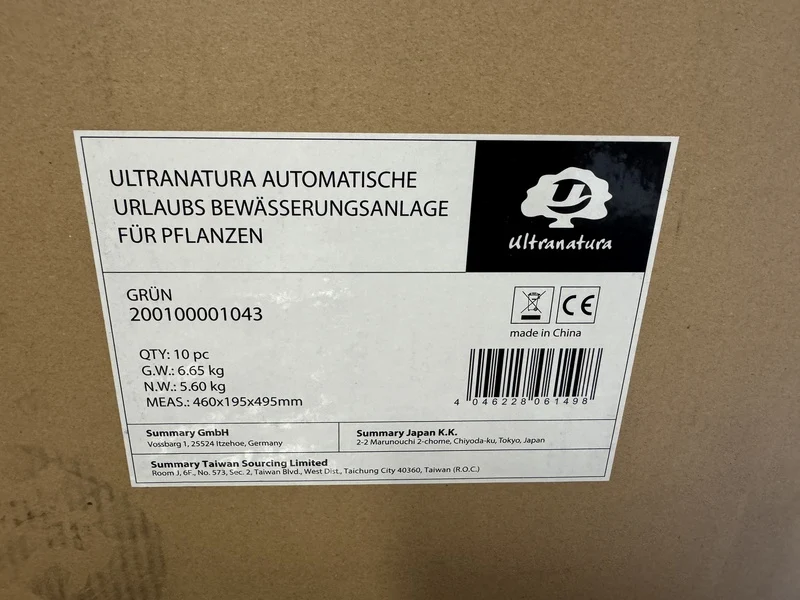 ULTRANATURA AUTOMATISCHE
URLAUBS BEWÄSSERUNGSANLAGE
FÜR PFLANZEN
U
Ultranatura
GRÜN
200100001043
CE
made in China
QTY: 10 pc
G.W.: 6.65 kg
N.W.: 5.60 kg
MEAS.: 460x195x495mm
4 046228 061498
Summary GmbH
Vossbarg 1, 25524 Itzehoe, Germany
Summary Japan K.K.
2-2 Marunouchi 2-chome, Chiyoda-ku, Tokyo, Japan
Summary Taiwan Sourcing Limited
Room J, 6F., No. 573, Sec. 2, Taiwan Blvd., West Dist., Taichung City 40360, Taiwan (R.O.C.)